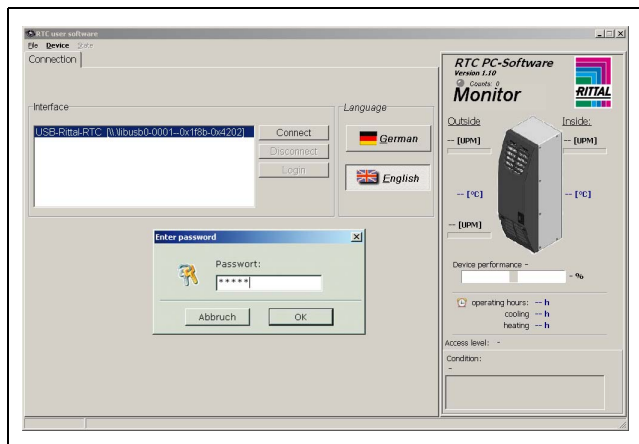 RTC user software
File Device State
Connection
Interface
USB-Rittal-RTC [\\.\libusb0-0001--0x1f8b-0x4202]
Connect
Disconnect
Login
Language
German
English
Enter password
Passwort:
*****
Abbruch OK
RTC PC-Software
Version 1.10
Counts: 0
Monitor
RITTAL
Outside Inside:
-- [UPM] -- [UPM]
-- [°C] -- [°C]
-- [UPM]
Device performance -
- %
operating hours: -- h
cooling -- h
heating -- h
Access level: -
Condition:
-